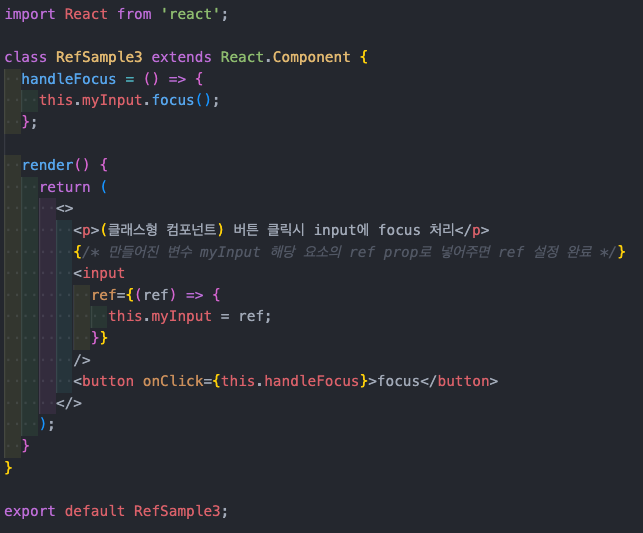 import React from 'react';
class RefSample3 extends React.Component {
handleFocus = () => {
this.myInput.focus();
};
render() {
return (
<>
<p>(클래스형 컴포넌트) 버튼 클릭시 input에 focus 처리</p>
{/* 만들어진 변수 myInput 해당 요소의 ref prop로 넣어주면 ref 설정 완료 */}
<input
ref={(ref) => {
this.myInput = ref;
}}
/>
<button onClick={this.handleFocus}>focus</button>
</>
);
}
}
export default RefSample3;